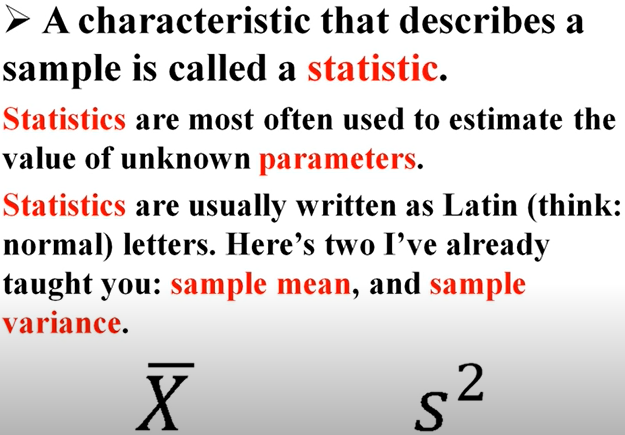 ➢ A characteristic that describes a
sample is called a statistic.
Statistics are most often used to estimate the
value of unknown parameters.
Statistics are usually written as Latin (think:
normal) letters. Here’s two I’ve already
taught you: sample mean, and sample
variance.
X̅ s²